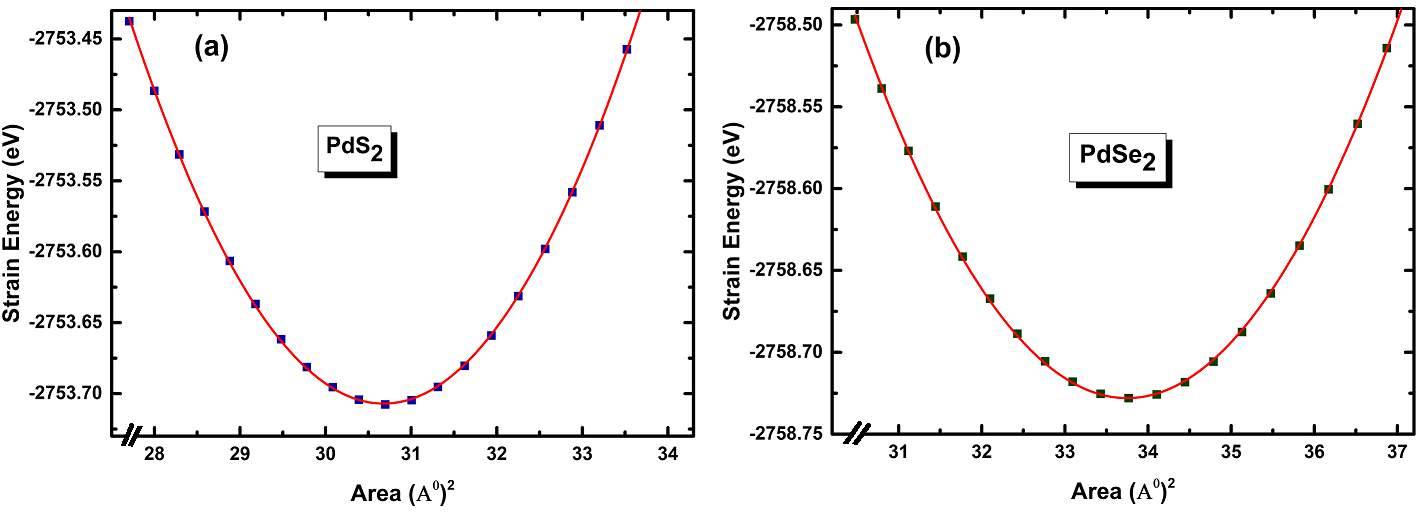 (a)
PdS₂
Strain Energy (eV)
-2753.45
-2753.50
-2753.55
-2753.60
-2753.65
-2753.70
28 29 30 31 32 33 34
Area (A⁰)²
(b)
PdSe₂
Strain Energy (eV)
-2758.50
-2758.55
-2758.60
-2758.65
-2758.70
-2758.75
31 32 33 34 35 36 37
Area (A⁰)²